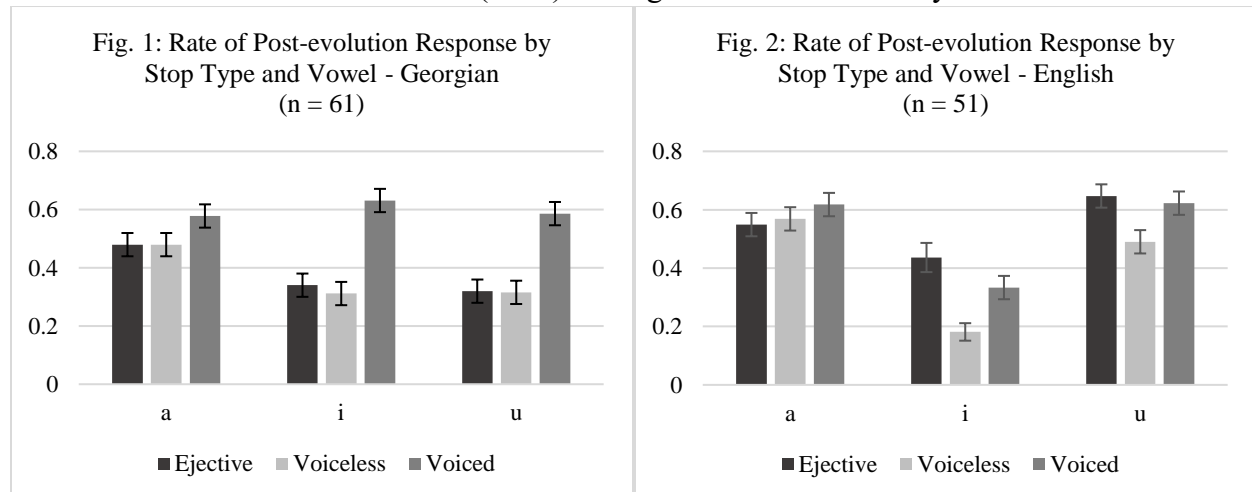 Fig. 1: Rate of Post-evolution Response by
Stop Type and Vowel - Georgian
(n = 61)
0.8
0.6
0.4
0.2
0
a i u
■ Ejective ■ Voiceless ■ Voiced
Fig. 2: Rate of Post-evolution Response by
Stop Type and Vowel - English
(n = 51)
0.8
0.6
0.4
0.2
0
a i u
■ Ejective ■ Voiceless ■ Voiced